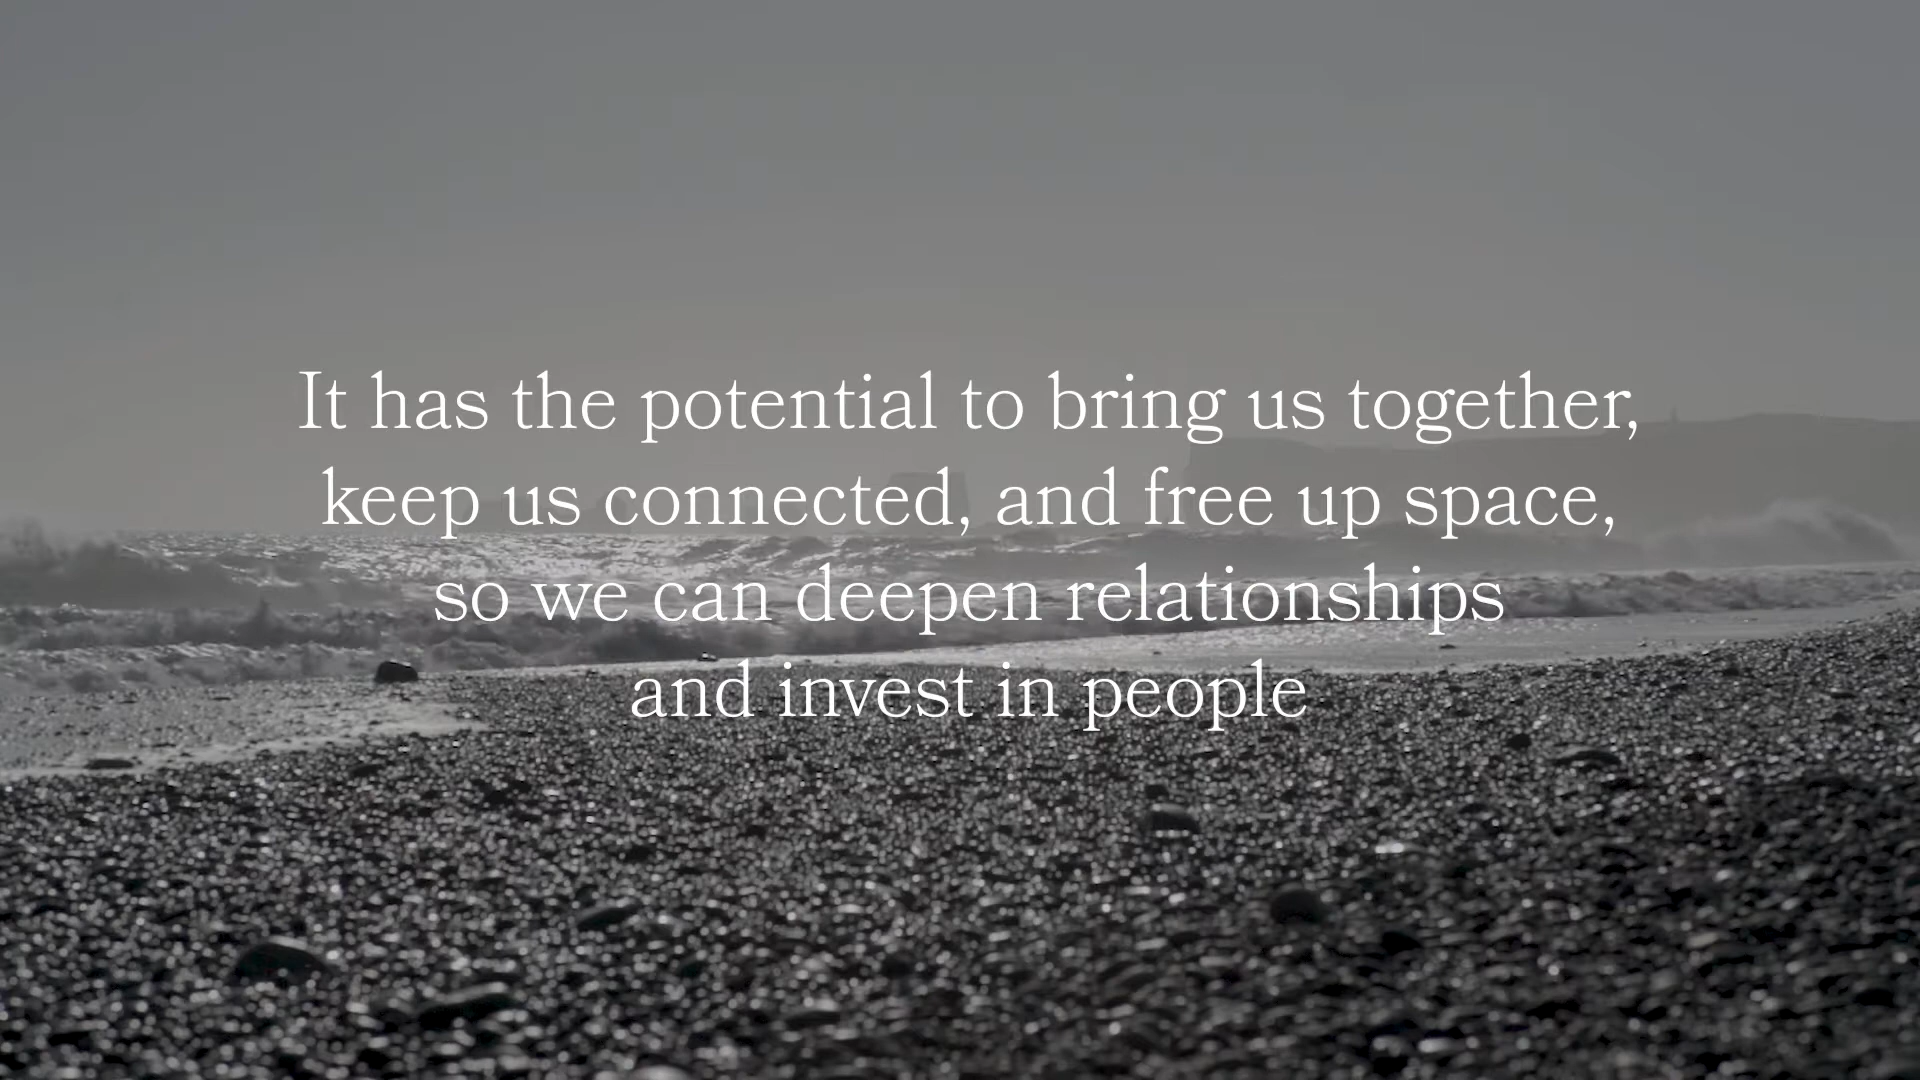 It has the potential to bring us together,
keep us connected, and free up space,
so we can deepen relationships
and invest in people